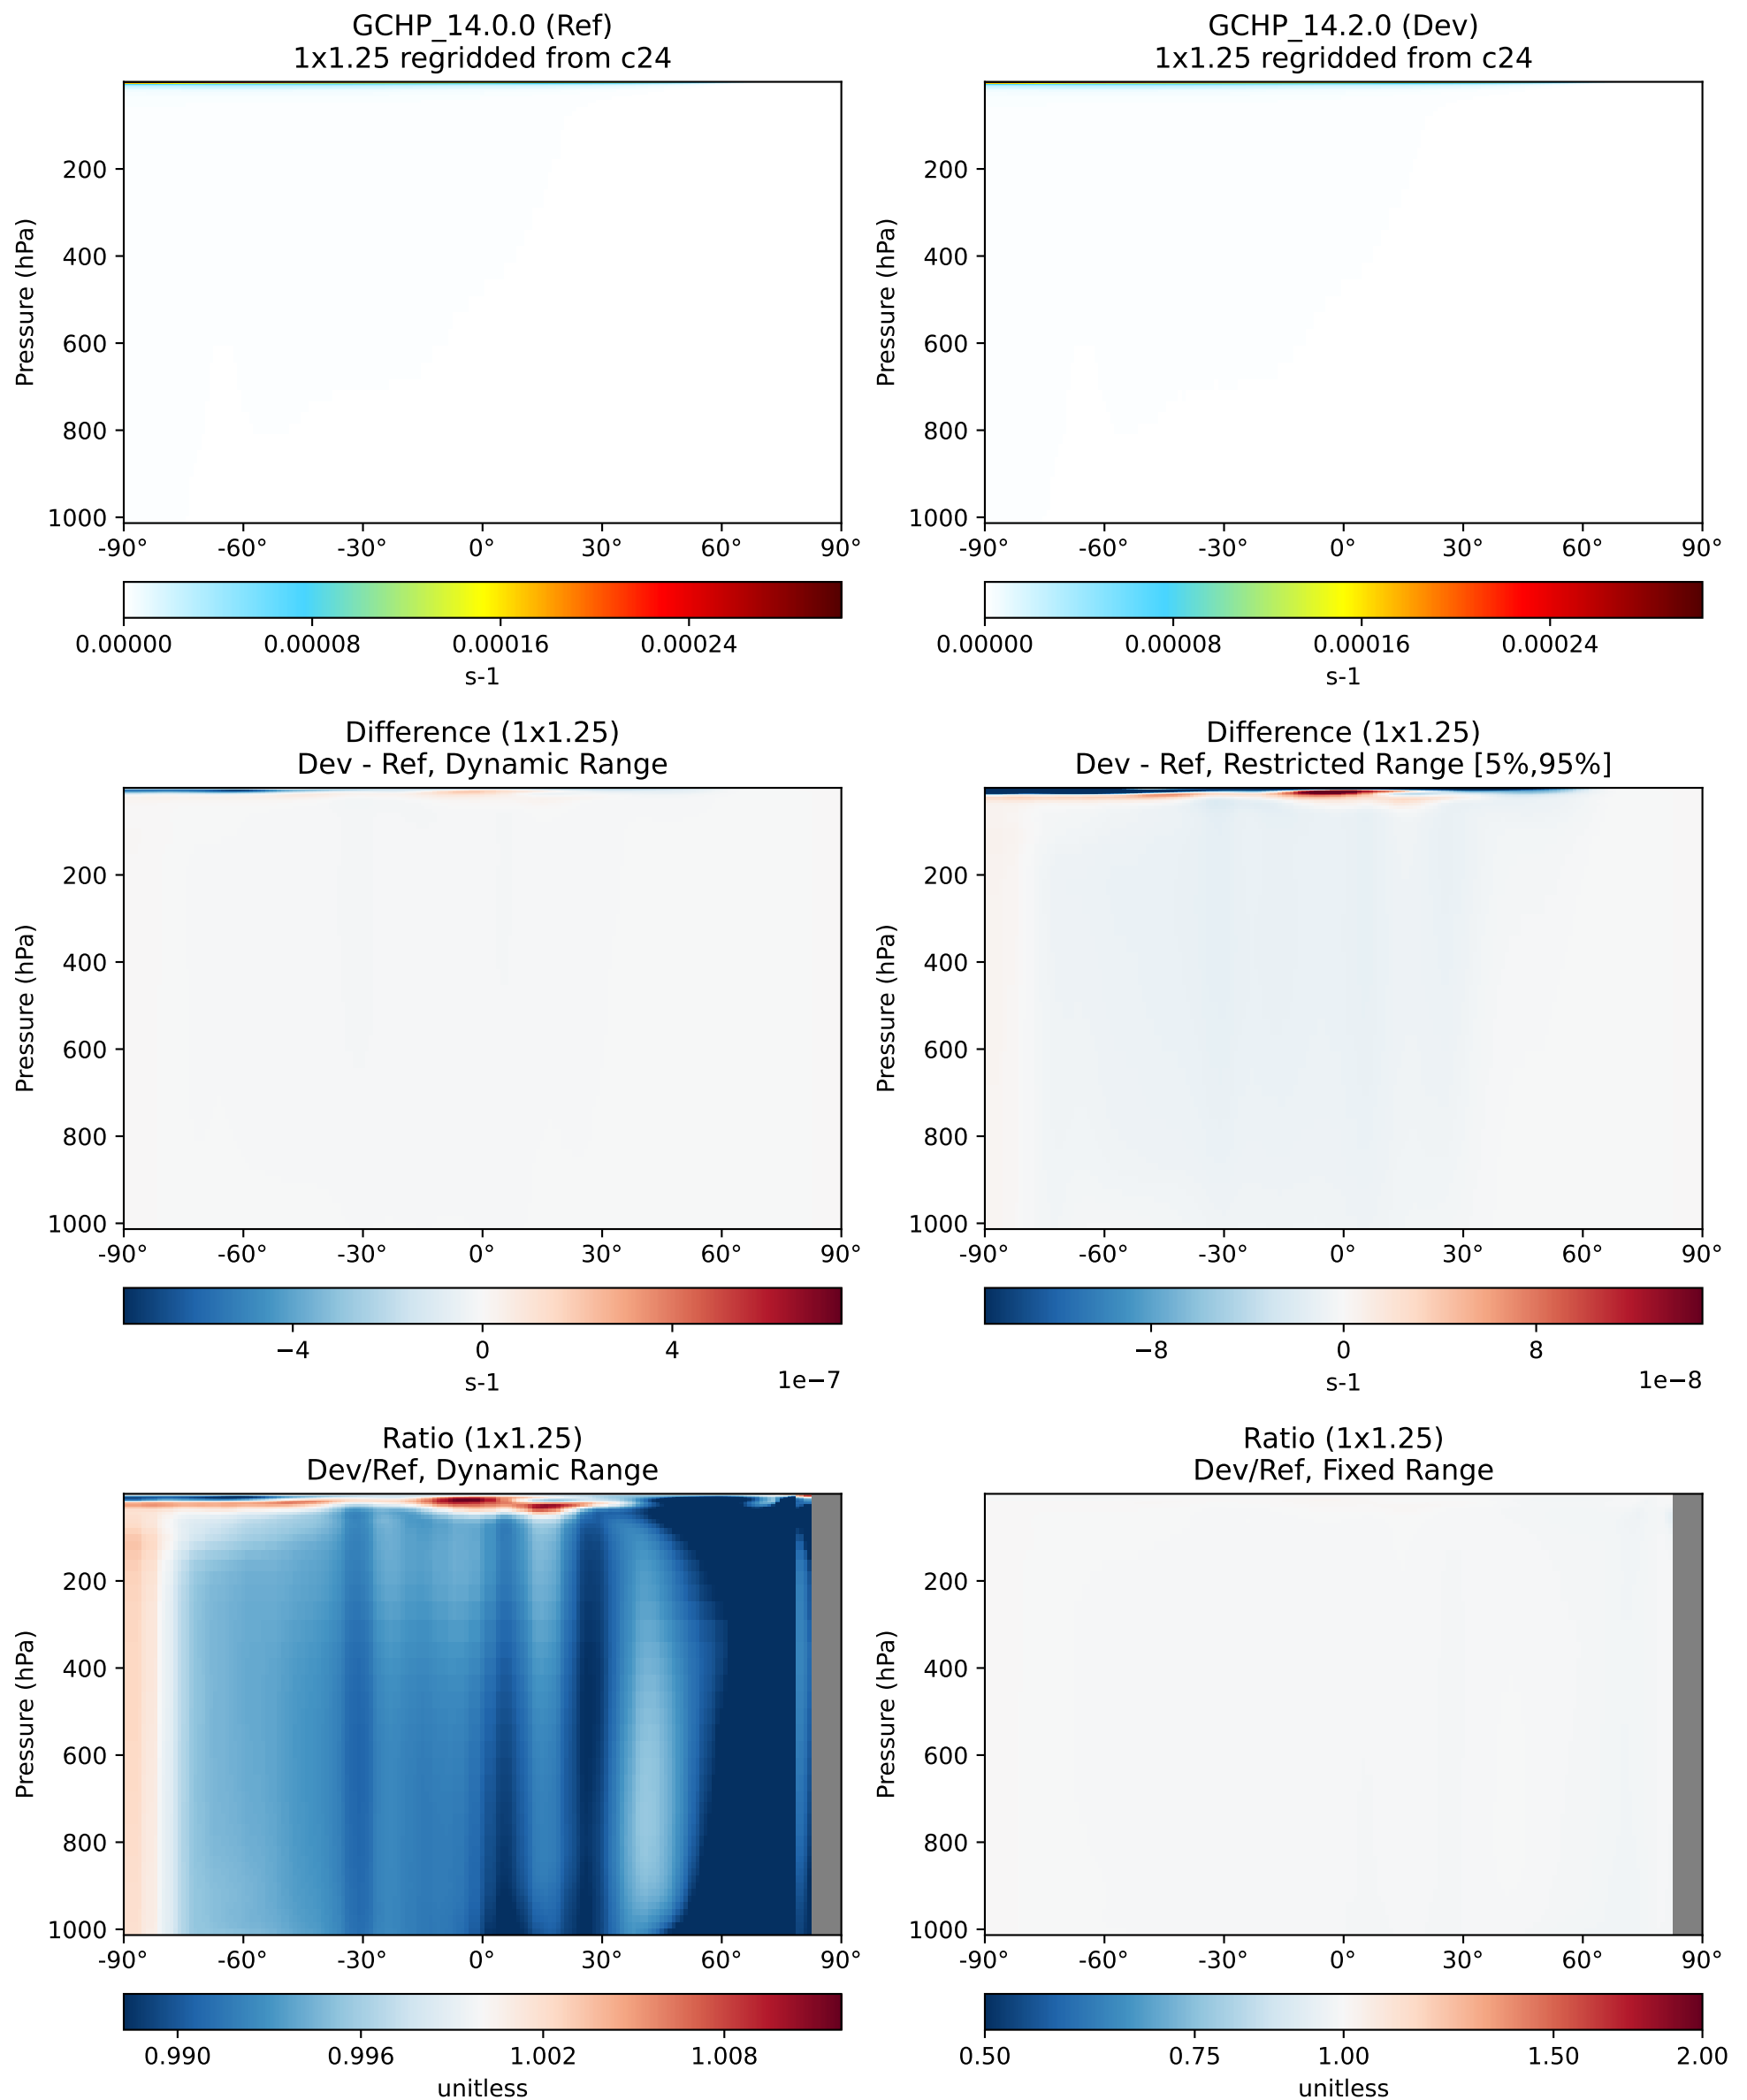 GCHP_14.0.0 (Ref)
1x1.25 regridded from c24
Pressure (hPa)
200
400
600
800
1000
-90° -60° -30° 0° 30° 60° 90°
0.00000 0.00008 0.00016 0.00024
s-1
GCHP_14.2.0 (Dev)
1x1.25 regridded from c24
Pressure (hPa)
200
400
600
800
1000
-90° -60° -30° 0° 30° 60° 90°
0.00000 0.00008 0.00016 0.00024
s-1
Difference (1x1.25)
Dev - Ref, Dynamic Range
Pressure (hPa)
200
400
600
800
1000
-90° -60° -30° 0° 30° 60° 90°
−4 0 4
s-1 1e−7
Difference (1x1.25)
Dev - Ref, Restricted Range [5%,95%]
Pressure (hPa)
200
400
600
800
1000
-90° -60° -30° 0° 30° 60° 90°
−8 0 8
s-1 1e−8
Ratio (1x1.25)
Dev/Ref, Dynamic Range
Pressure (hPa)
200
400
600
800
1000
-90° -60° -30° 0° 30° 60° 90°
0.990 0.996 1.002 1.008
unitless
Ratio (1x1.25)
Dev/Ref, Fixed Range
Pressure (hPa)
200
400
600
800
1000
-90° -60° -30° 0° 30° 60° 90°
0.50 0.75 1.00 1.50 2.00
unitless